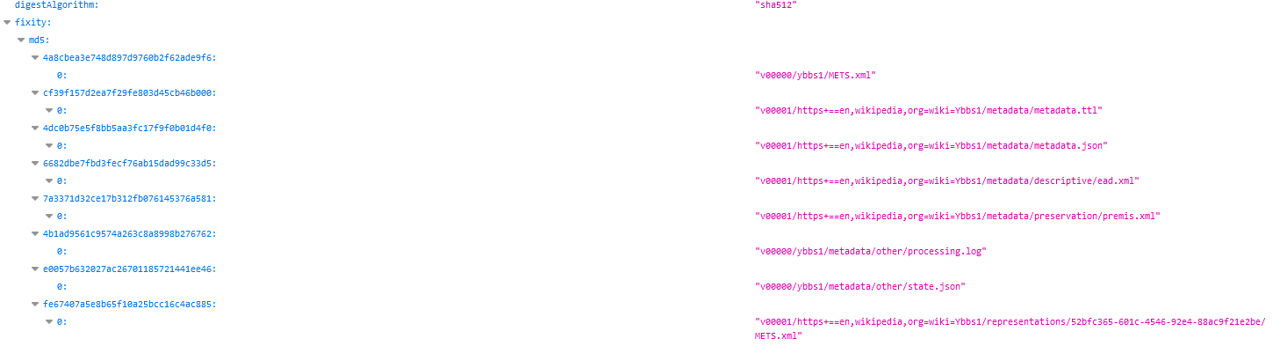 digestAlgorithm: "sha512"
fixity:
md5:
4a8cbea3e748d897d9760b2f62ade9f6:
0: "v00000/ybbs1/METS.xml"
cf39f157d2ea7f29fe803d45cb46b000:
0: "v00001/https+==en,wikipedia,org=wiki=Ybbs1/metadata/metadata.ttl"
4dc0b75e5f8bb5aa3fc17f9f0b01d4f0:
0: "v00001/https+==en,wikipedia,org=wiki=Ybbs1/metadata/metadata.json"
6682dbe7fbd3fecf76ab15dad99c33d5:
0: "v00001/https+==en,wikipedia,org=wiki=Ybbs1/metadata/descriptive/ead.xml"
7a3371d32ce17b312fb076145376a581:
0: "v00001/https+==en,wikipedia,org=wiki=Ybbs1/metadata/preservation/premis.xml"
4b1ad9561c9574a263c8a8998b276762:
0: "v00000/ybbs1/metadata/other/processing.log"
e0057b632027ac26701185721441ee46:
0: "v00000/ybbs1/metadata/other/state.json"
fe67407a5e8b65f10a25bcc16c4ac885:
0: "v00001/https+==en,wikipedia,org=wiki=Ybbs1/representations/52bfc365-601c-4546-92e4-88ac9f21e2be/
METS.xml"